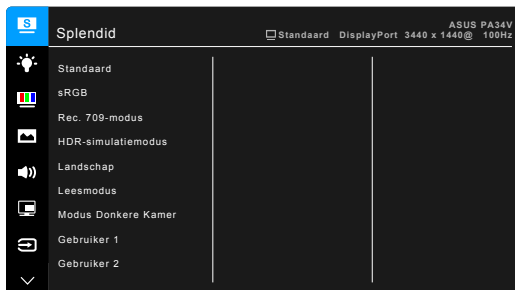 S
ASUS PA34V
Splendid
Standaard DisplayPort 3440 x 1440@ 100Hz
Standaard
sRGB
Rec. 709-modus
HDR-simulatiemodus
Landschap
Leesmodus
Modus Donkere Kamer
Gebruiker 1
Gebruiker 2